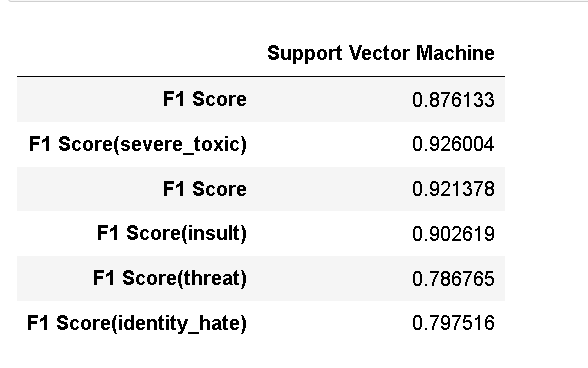 Support Vector Machine
F1 Score 0.876133
F1 Score(severe_toxic) 0.926004
F1 Score 0.921378
F1 Score(insult) 0.902619
F1 Score(threat) 0.786765
F1 Score(identity_hate) 0.797516